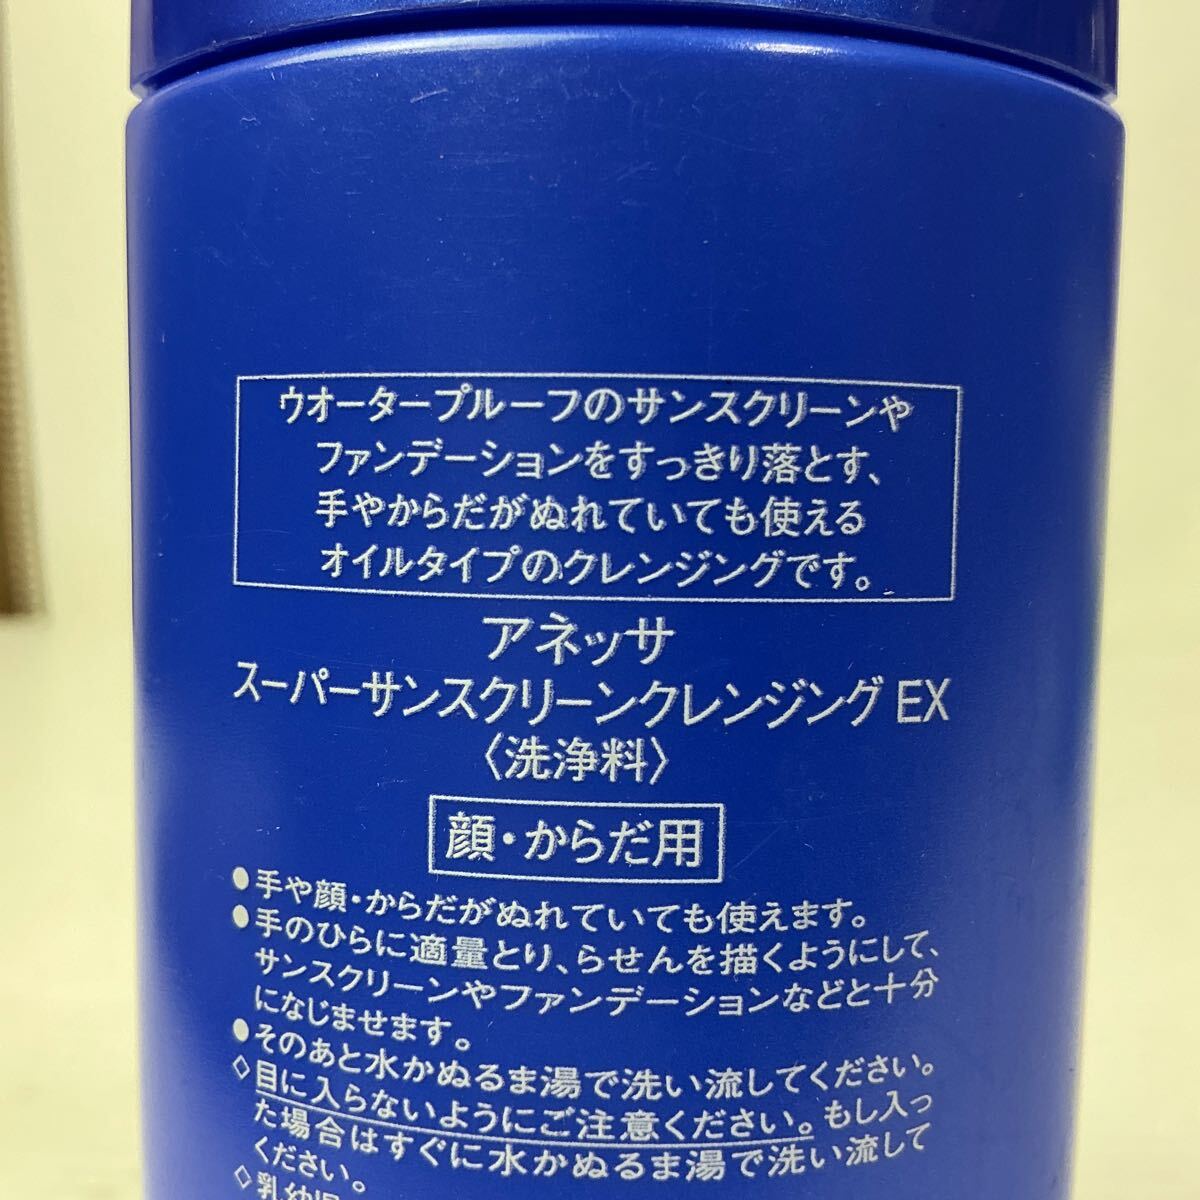 ウオータープルーフのサンスクリーンや
ファンデーションをすっきり落とす、
手やからだがぬれていても使える
オイルタイプのクレンジングです。
アネッサ
スーパーサンスクリーンクレンジングEX
〈洗浄料〉
顔・からだ用
●手や顔・からだがぬれていても使えます。
●手のひらに適量とり、らせんを描くようにして、
サンスクリーンやファンデーションなどと十分
になじませます。
●そのあと水かぬるま湯で洗い流してください。
◇目に入らないようにご注意ください。もし入っ
た場合はすぐに水かぬるま湯で洗い流して
ください。
◇乳幼児